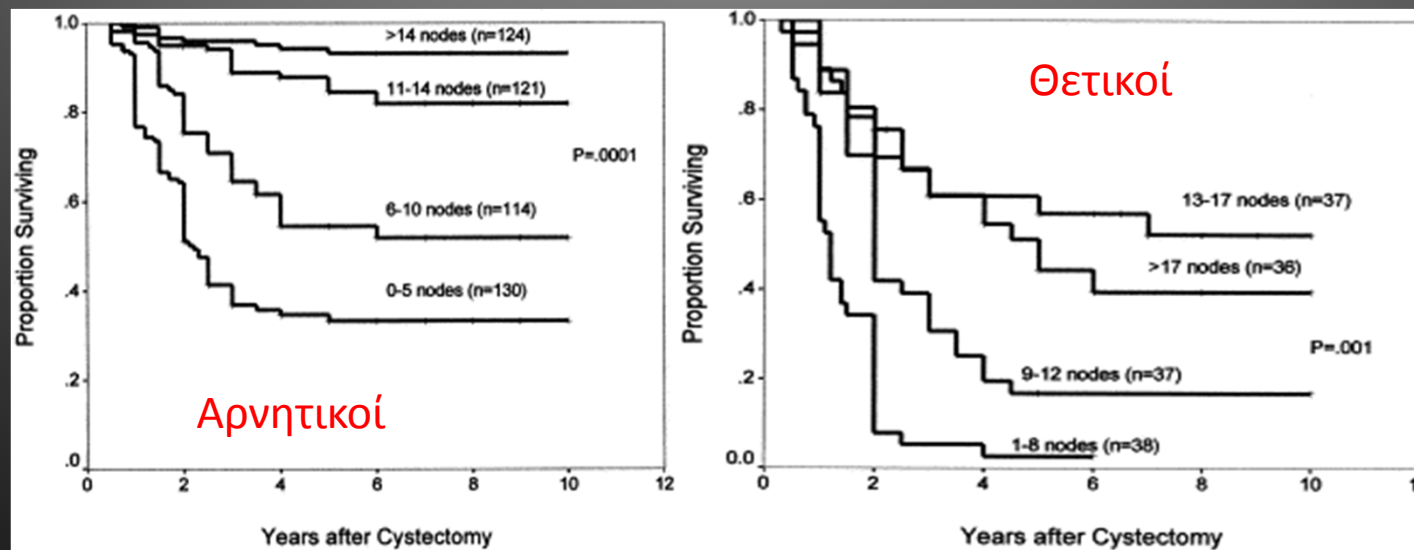 1.0
.8
.6
.4
.2
.0
Proportion Surviving
>14 nodes (n=124)
11-14 nodes (n=121)
P=.0001
6-10 nodes (n=114)
0-5 nodes (n=130)
Αρνητικοί
0 2 4 6 8 10 12
Years after Cystectomy
1.0
.8
.6
.4
.2
0.0
Proportion Surviving
Θετικοί
13-17 nodes (n=37)
>17 nodes (n=36)
P=.001
9-12 nodes (n=37)
1-8 nodes (n=38)
0 2 4 6 8 10
Years after Cystectomy